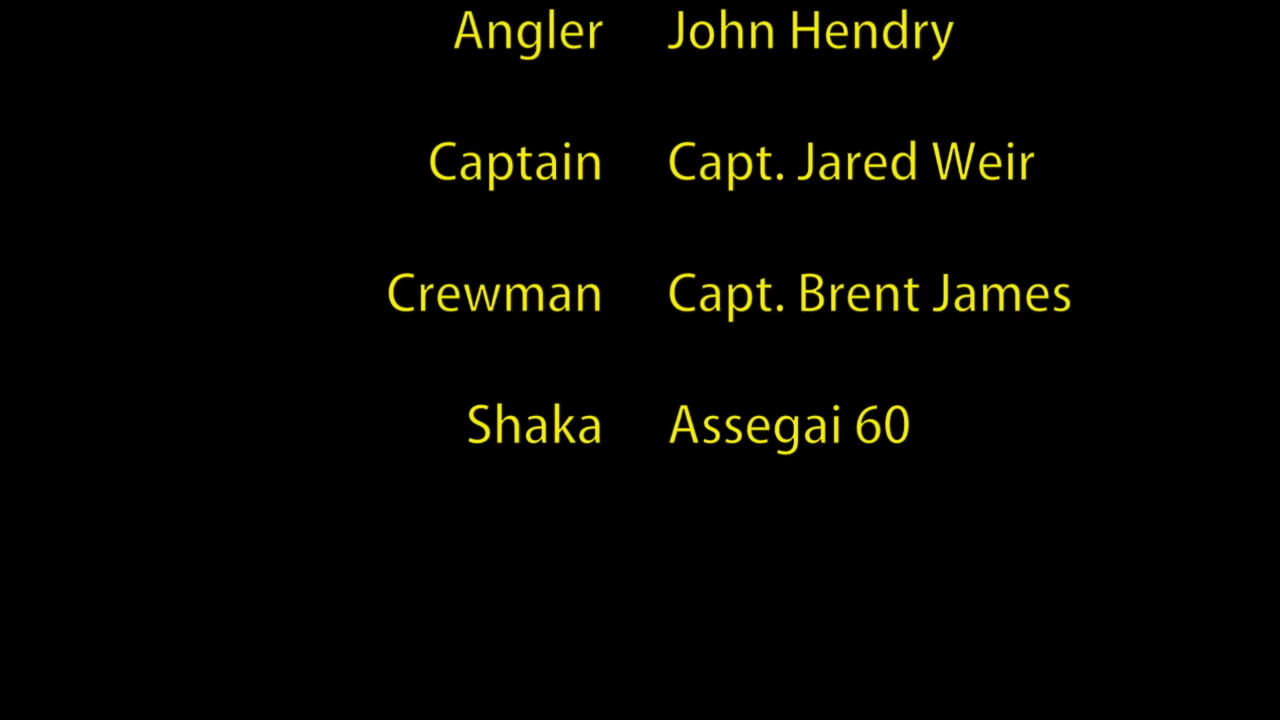 Angler John Hendry
Captain Capt. Jared Weir
Crewman Capt. Brent James
Shaka Assegai 60